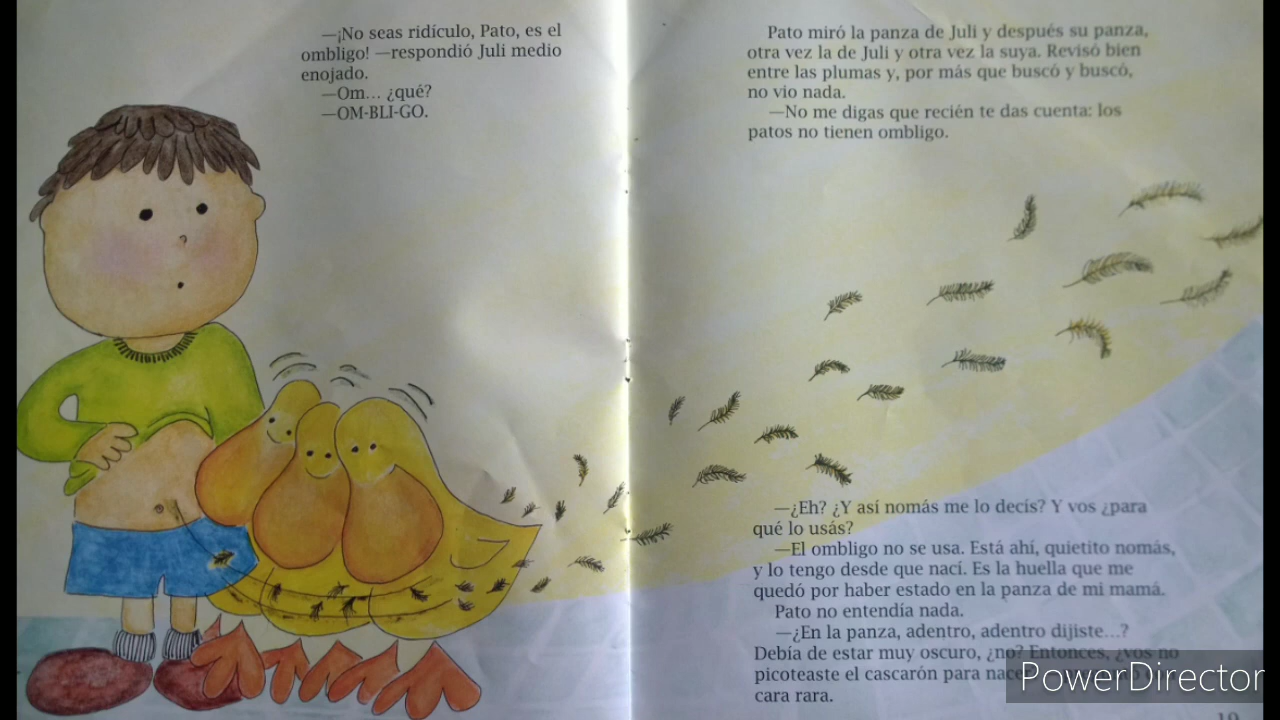 —¡No seas ridículo, Pato, es el
ombligo! —respondió Juli medio
enojado.
—Om... ¿qué?
—OM-BLI-GO.
Pato miró la panza de Juli y después su panza,
otra vez la de Juli y otra vez la suya. Revisó bien
entre las plumas y, por más que buscó y buscó,
no vio nada.
—No me digas que recién te das cuenta: los
patos no tienen ombligo.
—¿Eh? ¿Y así nomás me lo decís? Y vos ¿para
qué lo usás?
—El ombligo no se usa. Está ahí, quietito nomás,
y lo tengo desde que nací. Es la huella que me
quedó por haber estado en la panza de mi mamá.
Pato no entendía nada.
—¿En la panza, adentro, adentro dijiste...?
Debía de estar muy oscuro, ¿no? Entonces, ¿vos no
picoteaste el cascarón para
cara rara.
PowerDirector